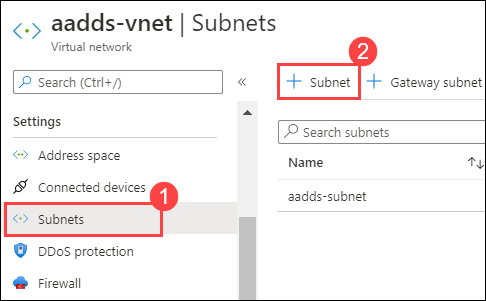 aadds-vnet | Subnets
Virtual network
2
Search (Ctrl+/)
«
+ Subnet
+ Gateway subnet
Settings
Search subnets
Address space
Name
Connected devices
1
aadds-subnet
Subnets
DDoS protection
Firewall